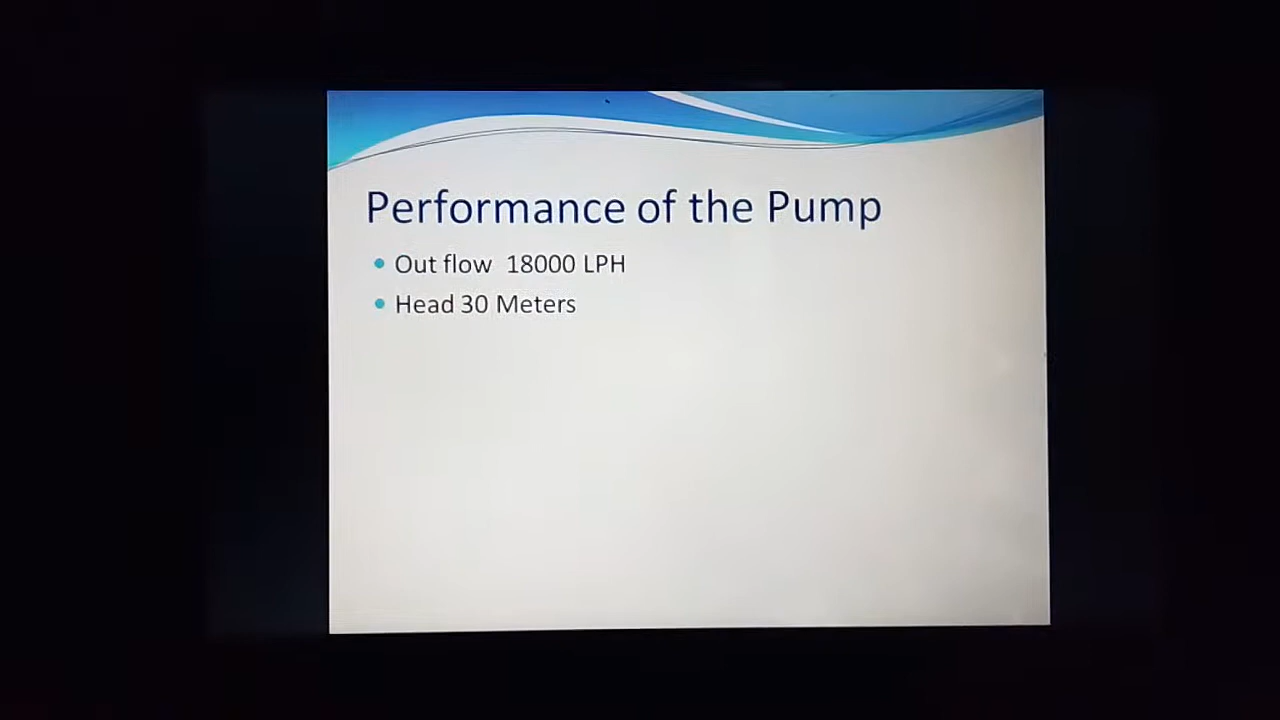 Performance of the Pump
• Out flow 18000 LPH
• Head 30 Meters